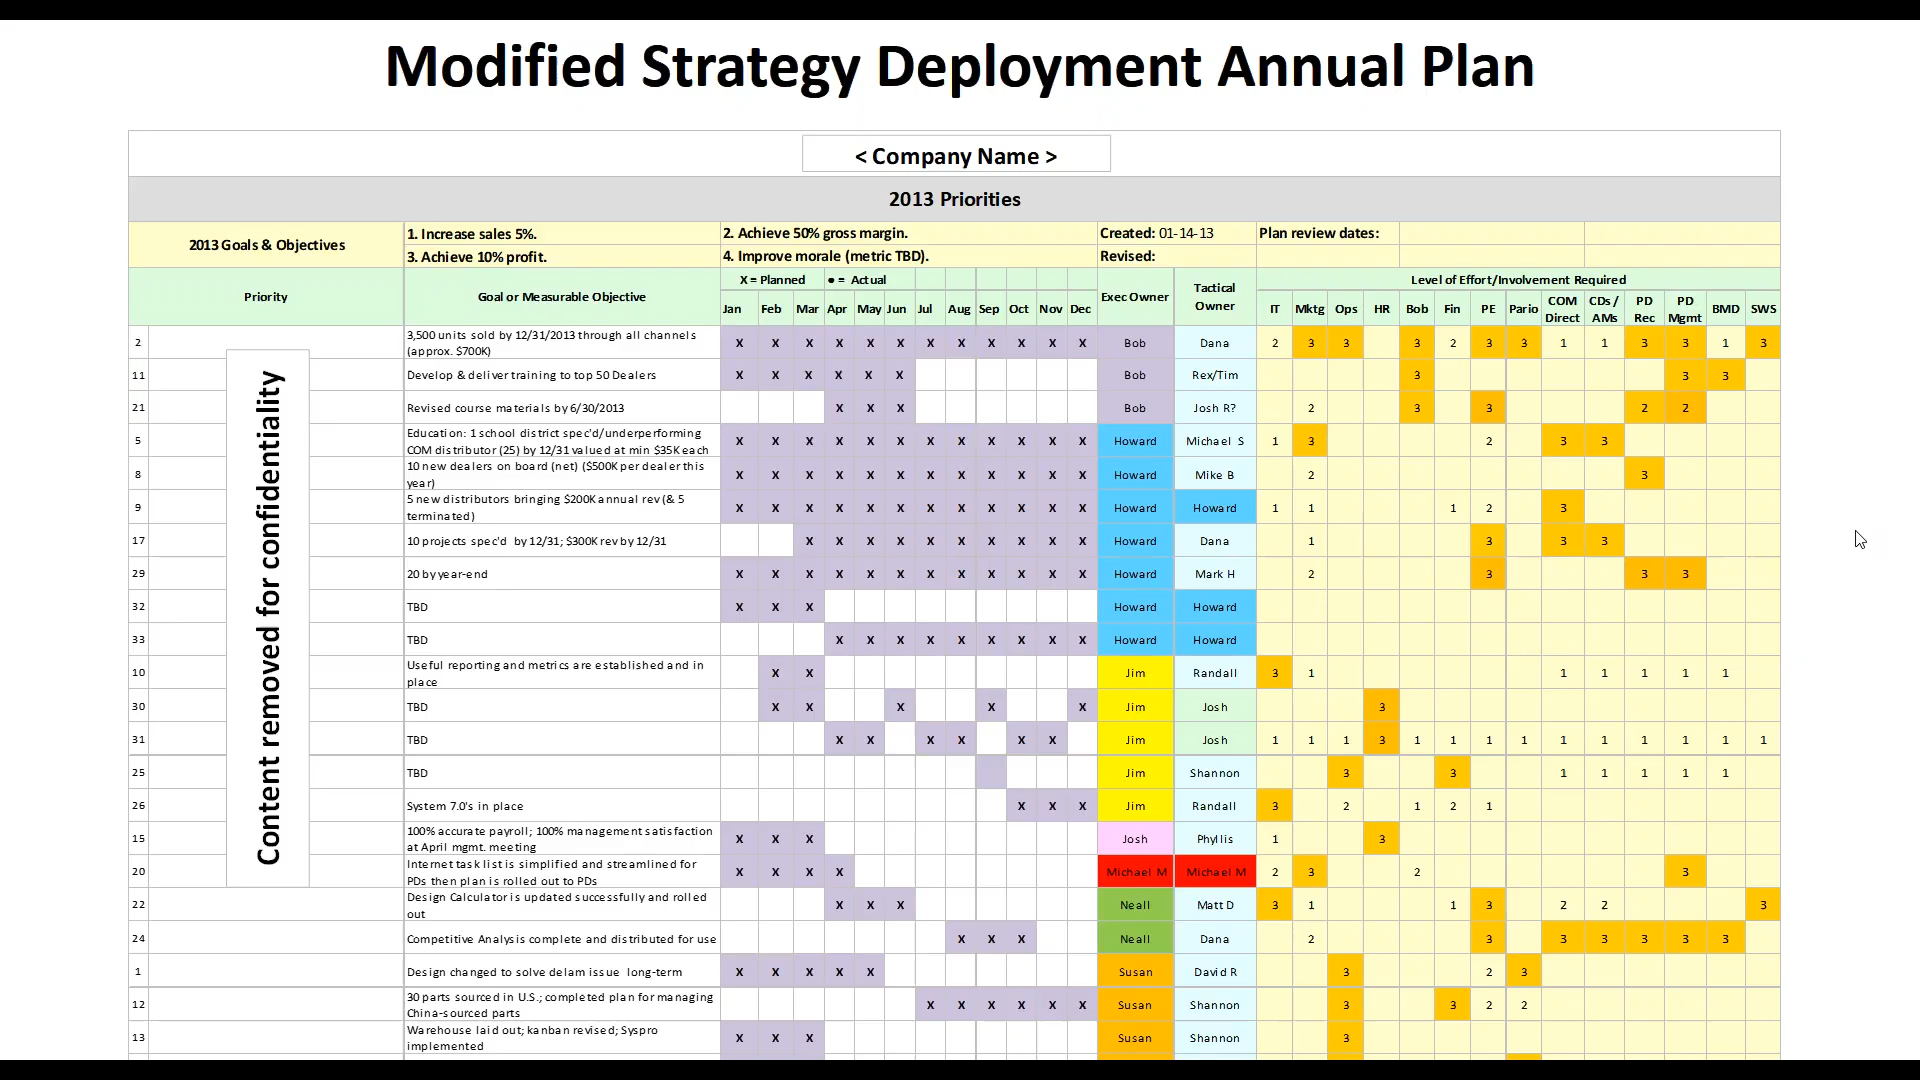 Modified Strategy Deployment Annual Plan
< Company Name >
2013 Priorities
2013 Goals & Objectives
1. Increase sales 5%.
2. Achieve 50% gross margin.
Created: 01-14-13
Plan review dates:
3. Achieve 10% profit.
4. Improve morale (metric TBD).
Revised:
Priority
Goal or Measurable Objective
X = Planned
● = Actual
Exec Owner
Tactical
Owner
Level of Effort/Involvement Required
Jan Feb Mar Apr May Jun Jul Aug Sep Oct Nov Dec
IT Mktg Ops HR Bob Fin PE Pario COM Direct CDs / AMs PD Rec PD Mgmt BMD SWS
Content removed for confidentiality
2 3,500 units sold by 12/31/2013 through all channels
(approx. $700K) X X X X X X X X X X X X Bob Dana 2 3 3 3 2 3 3 1 1 3 3 1 3
11 Develop & deliver training to top 50 Dealers X X X X X X Bob Rex/Tim 3 3 3
21 Revised course materials by 6/30/2013 X X X Bob Josh R? 2 3 3 2 2
5 Education: 1 school district spec'd/underperforming
COM distributor (25) by 12/31 valued at min $35K each X X X X X X X X X X X X Howard Michael S 1 3 2 3 3
8 10 new dealers on board (net) ($500K per dealer this
year) X X X X X X X X X X X X Howard Mike B 2 3
9 5 new distributors bringing $200K annual rev (& 5
terminated) X X X X X X X X X X X X Howard Howard 1 1 1 2 3
17 10 projects spec'd by 12/31; $300K rev by 12/31 X X X X X X X X X X Howard Dana 1 3 3 3
29 20 by year-end X X X X X X X X X X X X Howard Mark H 2 3 3 3
32 TBD X X X Howard Howard
33 TBD X X X X X X X X X Howard Howard
10 Useful reporting and metrics are established and in
place X X Jim Randall 3 1 1 1 1 1 1
30 TBD X X X X X Jim Josh 3
31 TBD X X X X X X Jim Josh 1 1 1 3 1 1 1 1 1 1 1 1 1 1
25 TBD Jim Shannon 3 3 1 1 1 1 1
26 System 7.0's in place X X X Jim Randall 3 2 1 2 1
15 100% accurate payroll; 100% management satisfaction
at April mgmt. meeting X X X Josh Phyllis 1 3
20 Internet task list is simplified and streamlined for
PDs then plan is rolled out to PDs X X X X Michael M Michael M 2 3 2 3
22 Design Calculator is updated successfully and rolled
out X X X Neall Matt D 3 1 1 3 2 2 3
24 Competitive Analysis complete and distributed for use X X X Neall Dana 2 3 3 3 3 3 3
1 Design changed to solve delam issue long-term X X X X X Susan David R 3 2 3
12 30 parts sourced in U.S.; completed plan for managing
China-sourced parts X X X X X X Susan Shannon 3 3 2 2
13 Warehouse laid out; kanban revised; Syspro
implemented X X X Susan Shannon 3